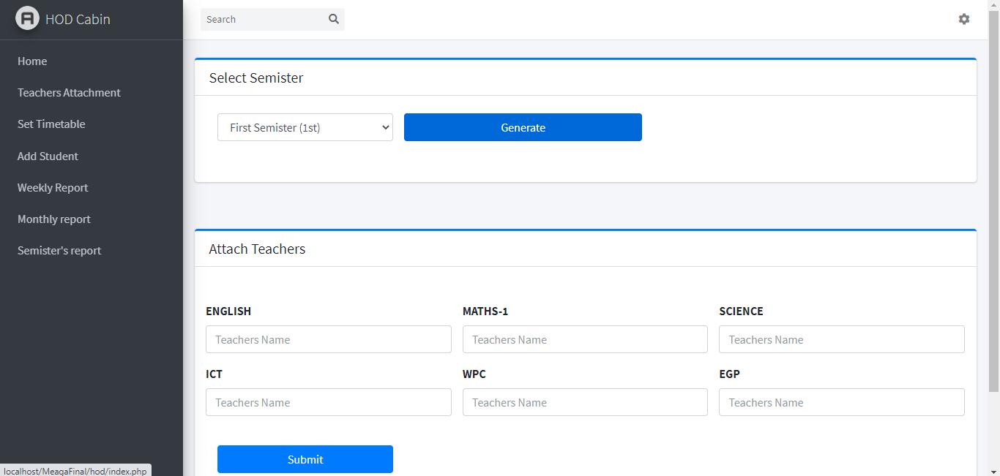 HOD Cabin
Search
Home
Teachers Attachment
Set Timetable
Add Student
Weekly Report
Monthly report
Semister's report
Select Semister
First Semister (1st)
Generate
Attach Teachers
ENGLISH MATHS-1 SCIENCE
Teachers Name Teachers Name Teachers Name
ICT WPC EGP
Teachers Name Teachers Name Teachers Name
Submit
localhost/MeagaFinal/hod/index.php